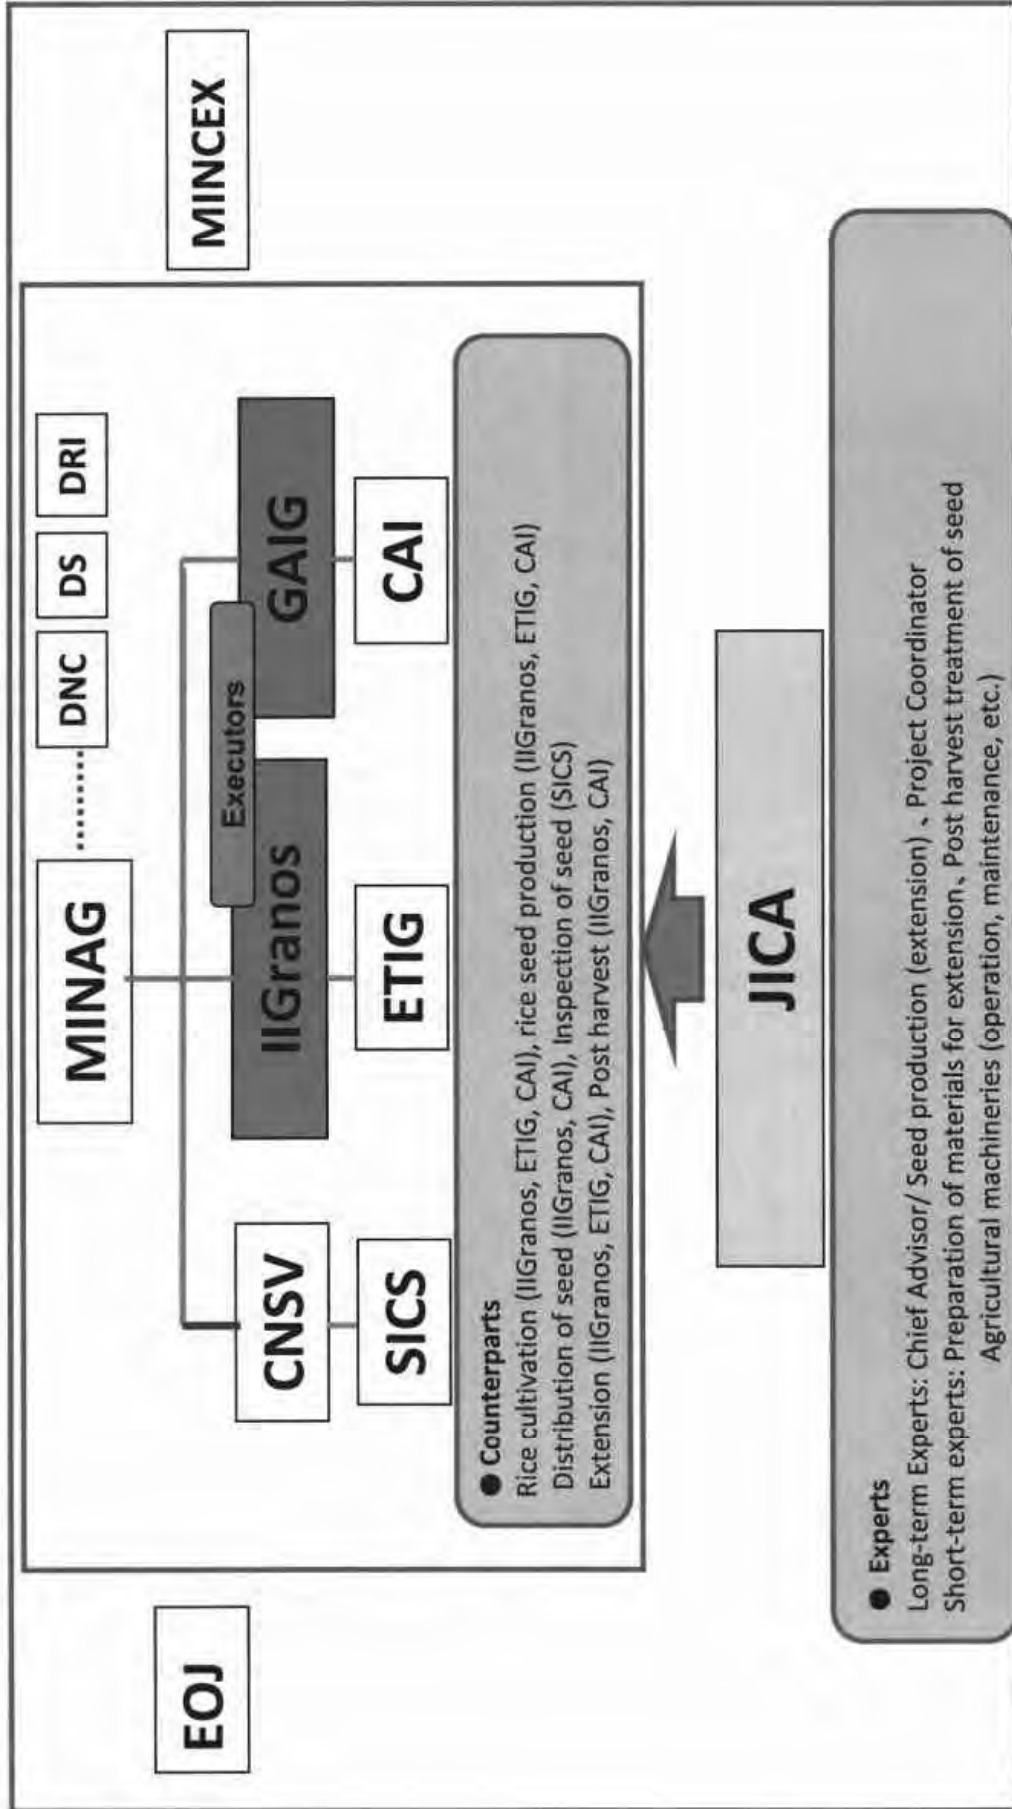 EOJ
MINCEX
MINAG
DNC
DS
DRI
Executors
CNSV
IIGranos
GAIG
SICS
ETIG
CAI
● Counterparts
Rice cultivation (IIGranos, ETIG, CAI), rice seed production (IIGranos, ETIG, CAI)
Distribution of seed (IIGranos, CAI), Inspection of seed (SICS)
Extension (IIGranos, ETIG, CAI), Post harvest (IIGranos, CAI)
JICA
● Experts
Long-term Experts: Chief Advisor/ Seed production (extension)、Project Coordinator
Short-term experts: Preparation of materials for extension、Post harvest treatment of seed
Agricultural machineries (operation, maintenance, etc.)